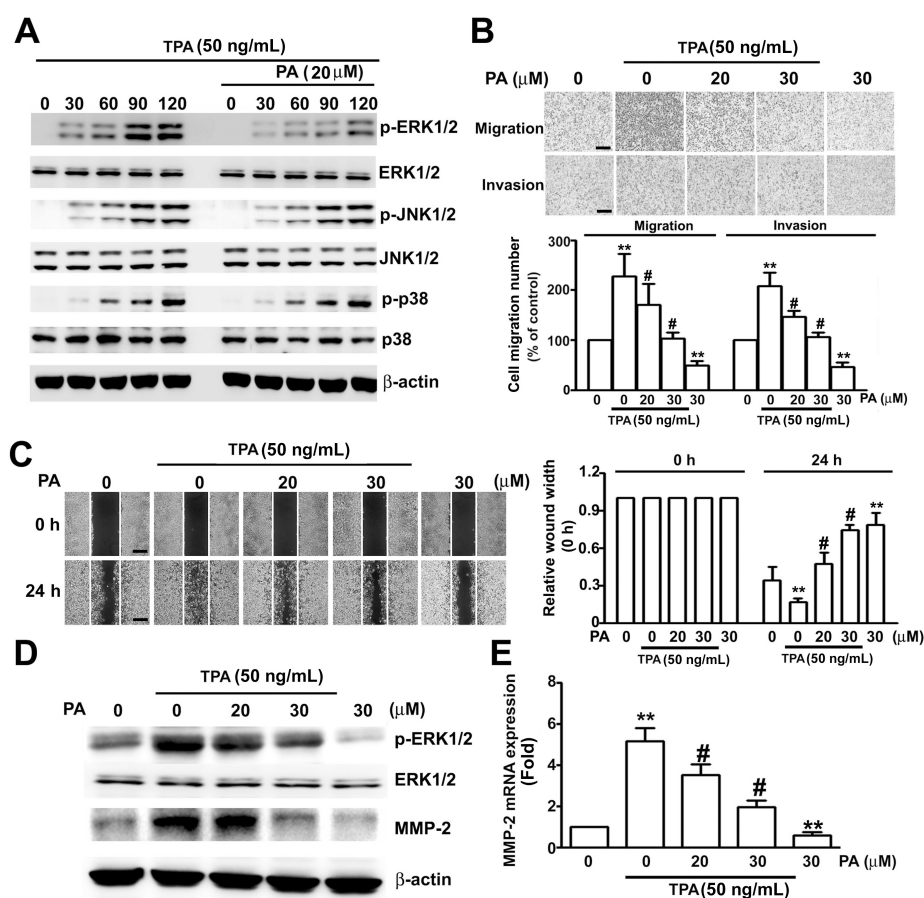 A
TPA (50 ng/mL)
PA (20 μM)
0 30 60 90 120 0 30 60 90 120
p-ERK1/2
ERK1/2
p-JNK1/2
JNK1/2
p-p38
p38
β-actin
B
TPA (50 ng/mL)
PA (μM) 0 0 20 30 30
Migration
Invasion
Migration Invasion
Cell migration number
(% of control)
300
200
100
0
** # # ** ** # # **
0 0 20 30 30 0 0 20 30 30 PA (μM)
TPA (50 ng/mL) TPA (50 ng/mL)
C
TPA (50 ng/mL)
PA 0 0 20 30 30 (μM)
0 h
24 h
0 h 24 h
Relative wound width
(0 h)
1.2
0.9
0.6
0.3
0
** # # **
PA 0 0 20 30 30 0 0 20 30 30 (μM)
TPA (50 ng/mL) TPA (50 ng/mL)
D
TPA (50 ng/mL)
PA 0 0 20 30 30 (μM)
p-ERK1/2
ERK1/2
MMP-2
β-actin
E
MMP-2 mRNA expression
(Fold)
8
6
4
2
0
** # # **
0 0 20 30 30 PA (μM)
TPA (50 ng/mL)